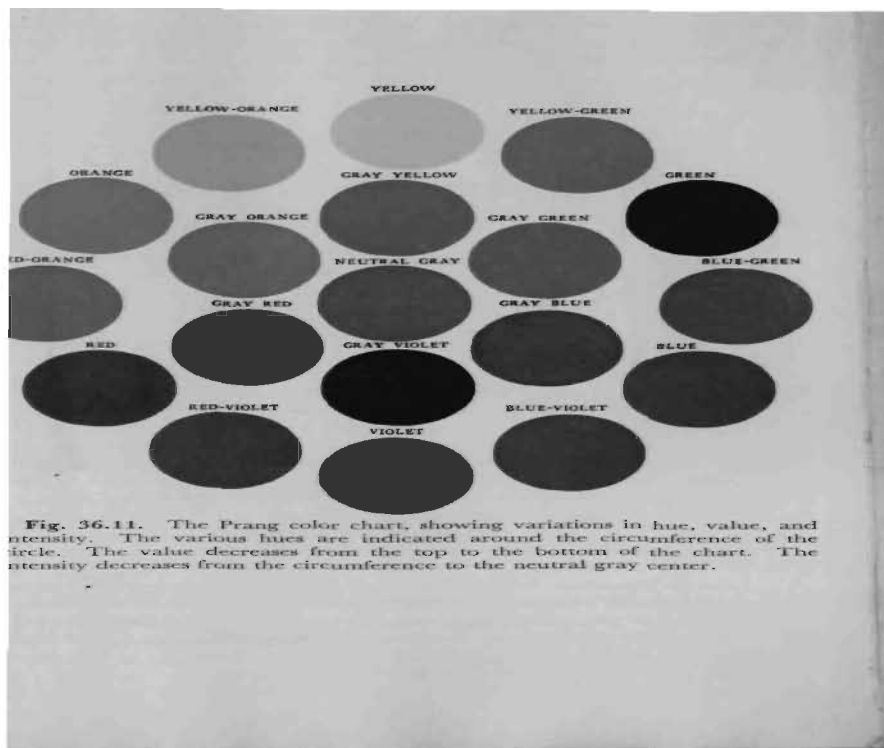 YELLOW
YELLOW-ORANGE
YELLOW-GREEN
ORANGE
GRAY YELLOW
GREEN
GRAY ORANGE
GRAY GREEN
ED-ORANGE
NEUTRAL GRAY
BLUE-GREEN
GRAY RED
GRAY BLUE
RED
GRAY VIOLET
BLUE
RED-VIOLET
BLUE-VIOLET
VIOLET
Fig. 36.11. The Prang color chart, showing variations in hue, value, and
ntensity. The various hues are indicated around the circumference of the
ircle. The value decreases from the top to the bottom of the chart. The
ntensity decreases from the circumference to the neutral gray center.